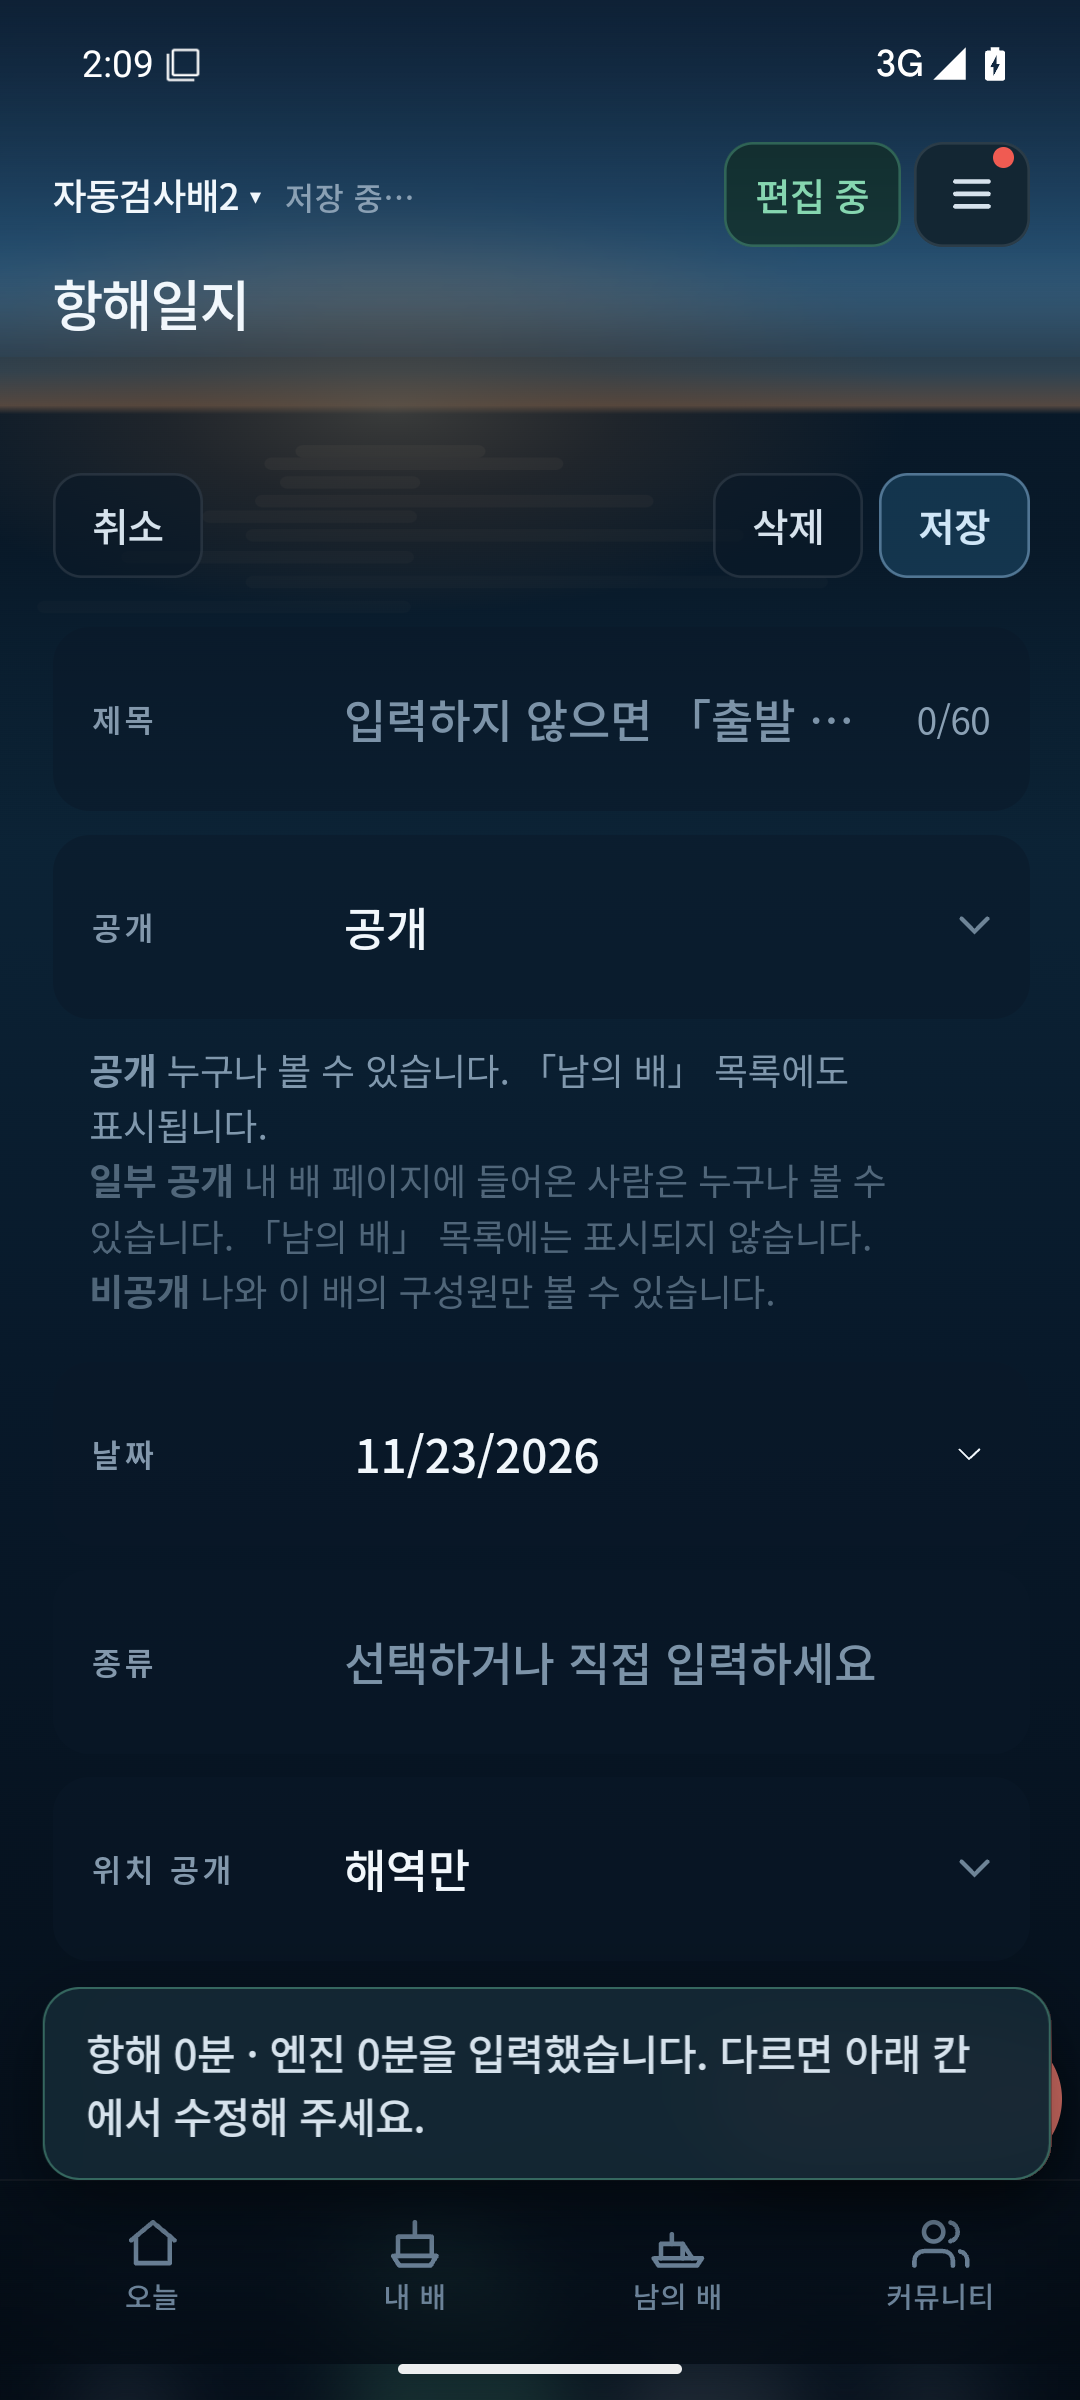 2:09
3G
자동검사배2 ▾ 저장 중…
편집 중
항해일지
취소
삭제
저장
제목
입력하지 않으면 「출발 …
0/60
공개
공개
공개 누구나 볼 수 있습니다. 「남의 배」 목록에도
표시됩니다.
일부 공개 내 배 페이지에 들어온 사람은 누구나 볼 수
있습니다. 「남의 배」 목록에는 표시되지 않습니다.
비공개 나와 이 배의 구성원만 볼 수 있습니다.
날짜
11/23/2026
종류
선택하거나 직접 입력하세요
위치 공개
해역만
항해 0분 · 엔진 0분을 입력했습니다. 다르면 아래 칸
에서 수정해 주세요.
오늘
내 배
남의 배
커뮤니티